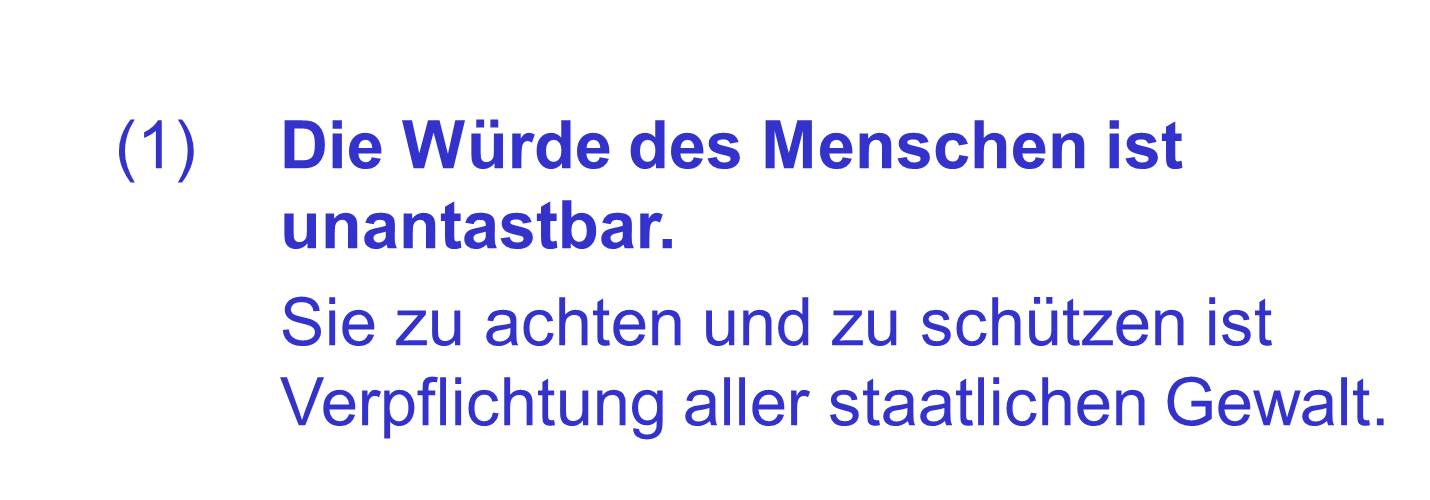 (1) Die Würde des Menschen ist
unantastbar.
Sie zu achten und zu schützen ist
Verpflichtung aller staatlichen Gewalt.